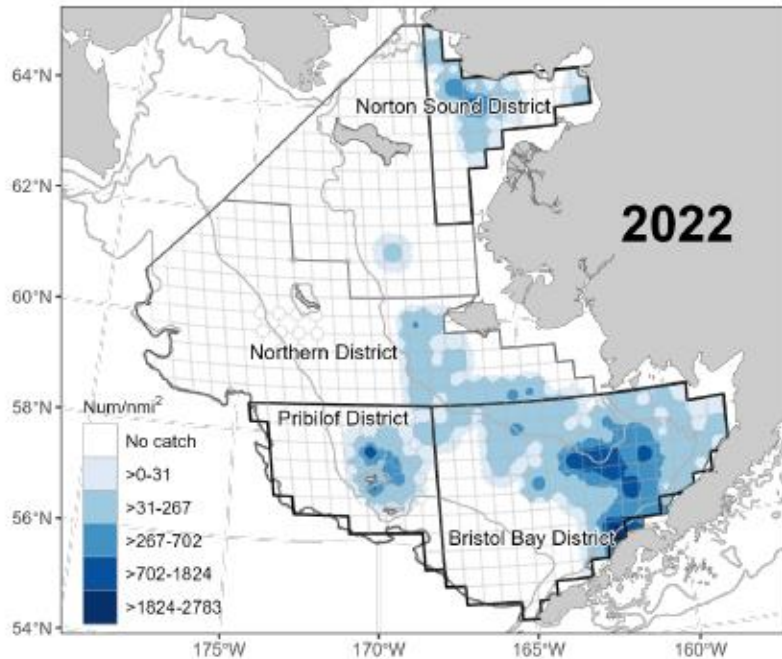 64°N
62°N
60°N
58°N
56°N
54°N
Norton Sound District
2022
Northern District
Pribilof District
Bristol Bay District
Num/nmi²
No catch
>0-31
>31-267
>267-702
>702-1824
>1824-2783
175°W
170°W
165°W
160°W